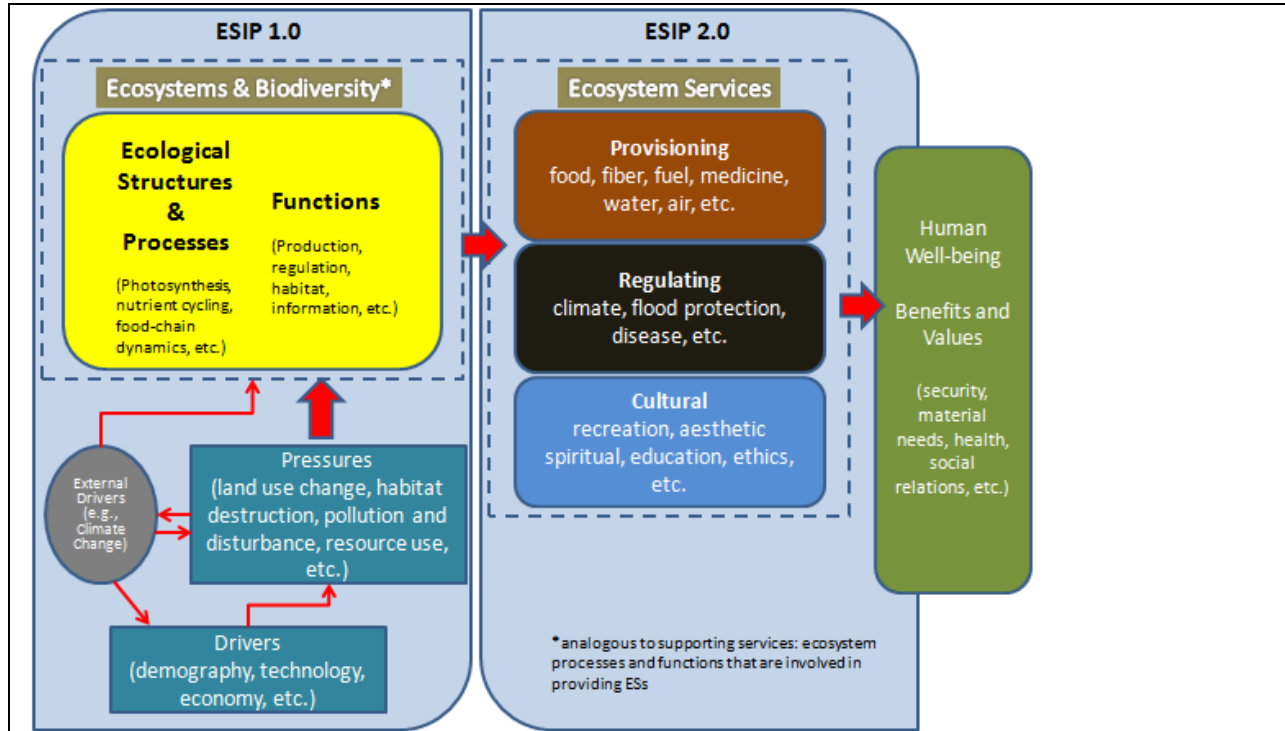 ESIP 1.0
Ecosystems & Biodiversity*
Ecological
Structures
&
Processes
(Photosynthesis,
nutrient cycling,
food-chain
dynamics, etc.)
Functions
(Production,
regulation,
habitat,
information, etc.)
External
Drivers
(e.g.,
Climate
Change)
Pressures
(land use change, habitat
destruction, pollution and
disturbance, resource use,
etc.)
Drivers
(demography, technology,
economy, etc.)
ESIP 2.0
Ecosystem Services
Provisioning
food, fiber, fuel, medicine,
water, air, etc.
Regulating
climate, flood protection,
disease, etc.
Cultural
recreation, aesthetic
spiritual, education, ethics,
etc.
*analogous to supporting services: ecosystem
processes and functions that are involved in
providing ESs
Human
Well-being
Benefits and
Values
(security,
material
needs, health,
social
relations, etc.)